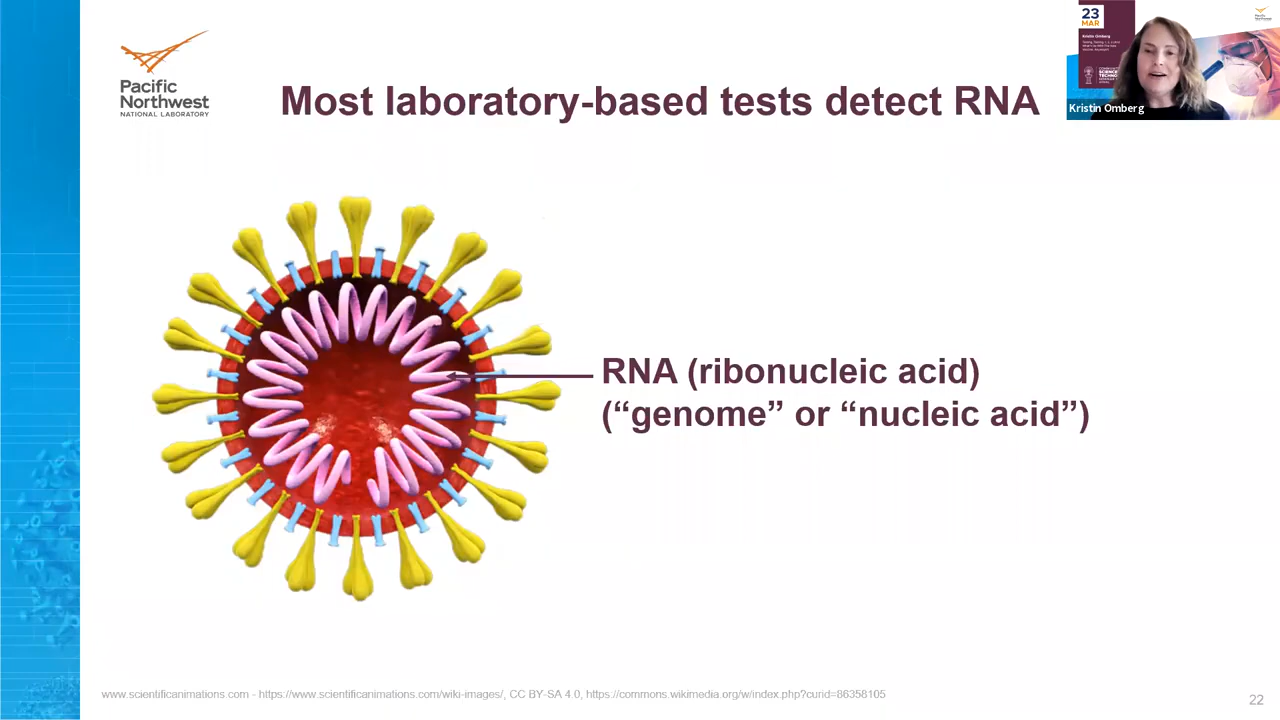 Pacific
Northwest
NATIONAL LABORATORY
Most laboratory-based tests detect RNA
23
MAR
Kristin Omberg
Kristin Omberg
RNA (ribonucleic acid)
(“genome” or “nucleic acid”)
www.scientificanimations.com - https://www.scientificanimations.com/wiki-images/, CC BY-SA 4.0, https://commons.wikimedia.org/w/index.php?curid=86358105
22